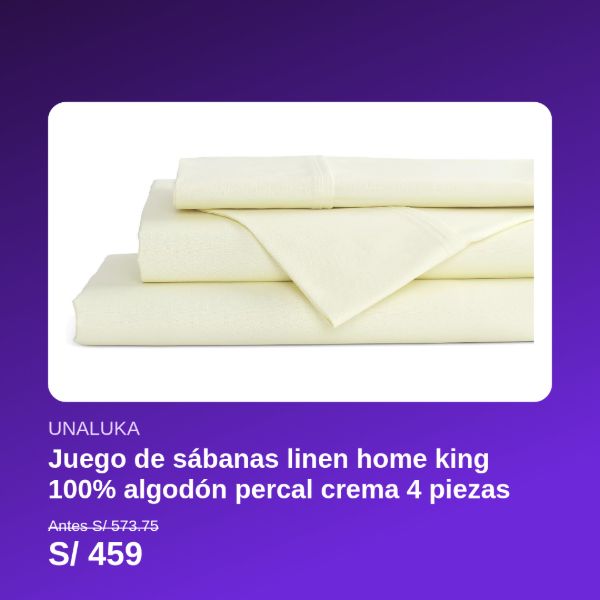 UNALUKA
Juego de sábanas linen home king
100% algodón percal crema 4 piezas
Antes S/ 573.75
S/ 459